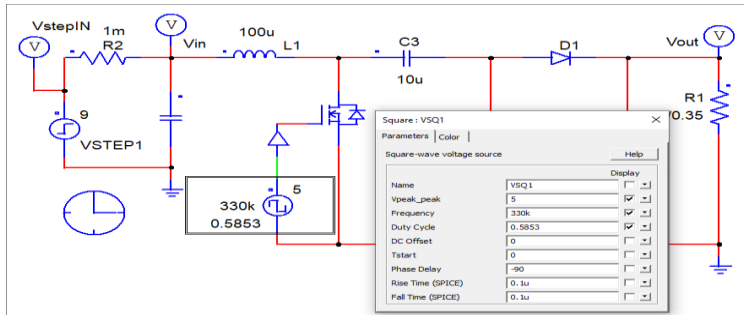 VstepIN
V
1m
R2
V
Vin
100u
L1
C3
10u
D1
Vout
V
9
VSTEP1
R1
/0.35
330k
5
0.5853
Square : VSQ1
Parameters
Color
Square-wave voltage source
Help
Display
Name
VSQ1
Vpeak_peak
5
Frequency
330k
Duty Cycle
0.5853
DC Offset
0
Tstart
0
Phase Delay
-90
Rise Time (SPICE)
0.1u
Fall Time (SPICE)
0.1u